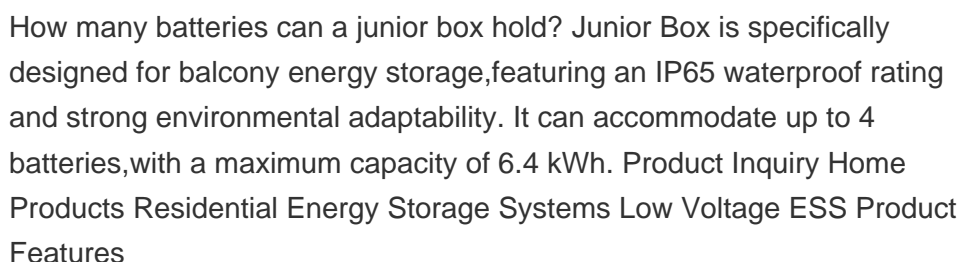 How many batteries can a junior box hold? Junior Box is specifically
designed for balcony energy storage,featuring an IP65 waterproof rating
and strong environmental adaptability. It can accommodate up to 4
batteries,with a maximum capacity of 6.4 kWh. Product Inquiry Home
Products Residential Energy Storage Systems Low Voltage ESS Product
Features